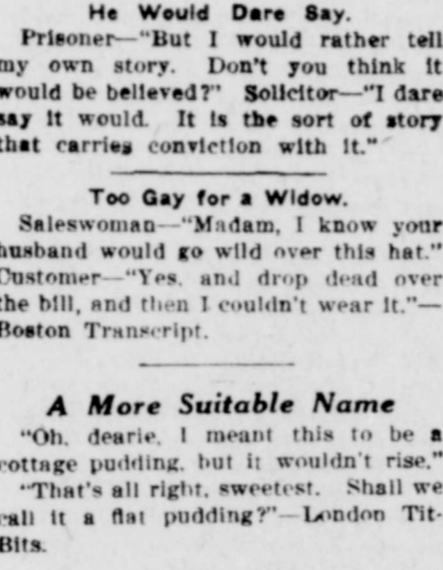 He Would Dare Say.
Prisoner—"But I would rather tell
my own story. Don't you think it
would be believed?" Solicitor—"I dare
say it would. It is the sort of story
that carries conviction with it."
Too Gay for a Widow.
Saleswoman—"Madam, I know your
husband would go wild over this hat."
Customer—"Yes, and drop dead over
the bill, and then I couldn't wear it."—
Boston Transcript.
A More Suitable Name
"Oh, dearie, I meant this to be a
cottage pudding, but it wouldn't rise."
"That's all right, sweetest. Shall we
call it a flat pudding?"—London Tit-
Bits.